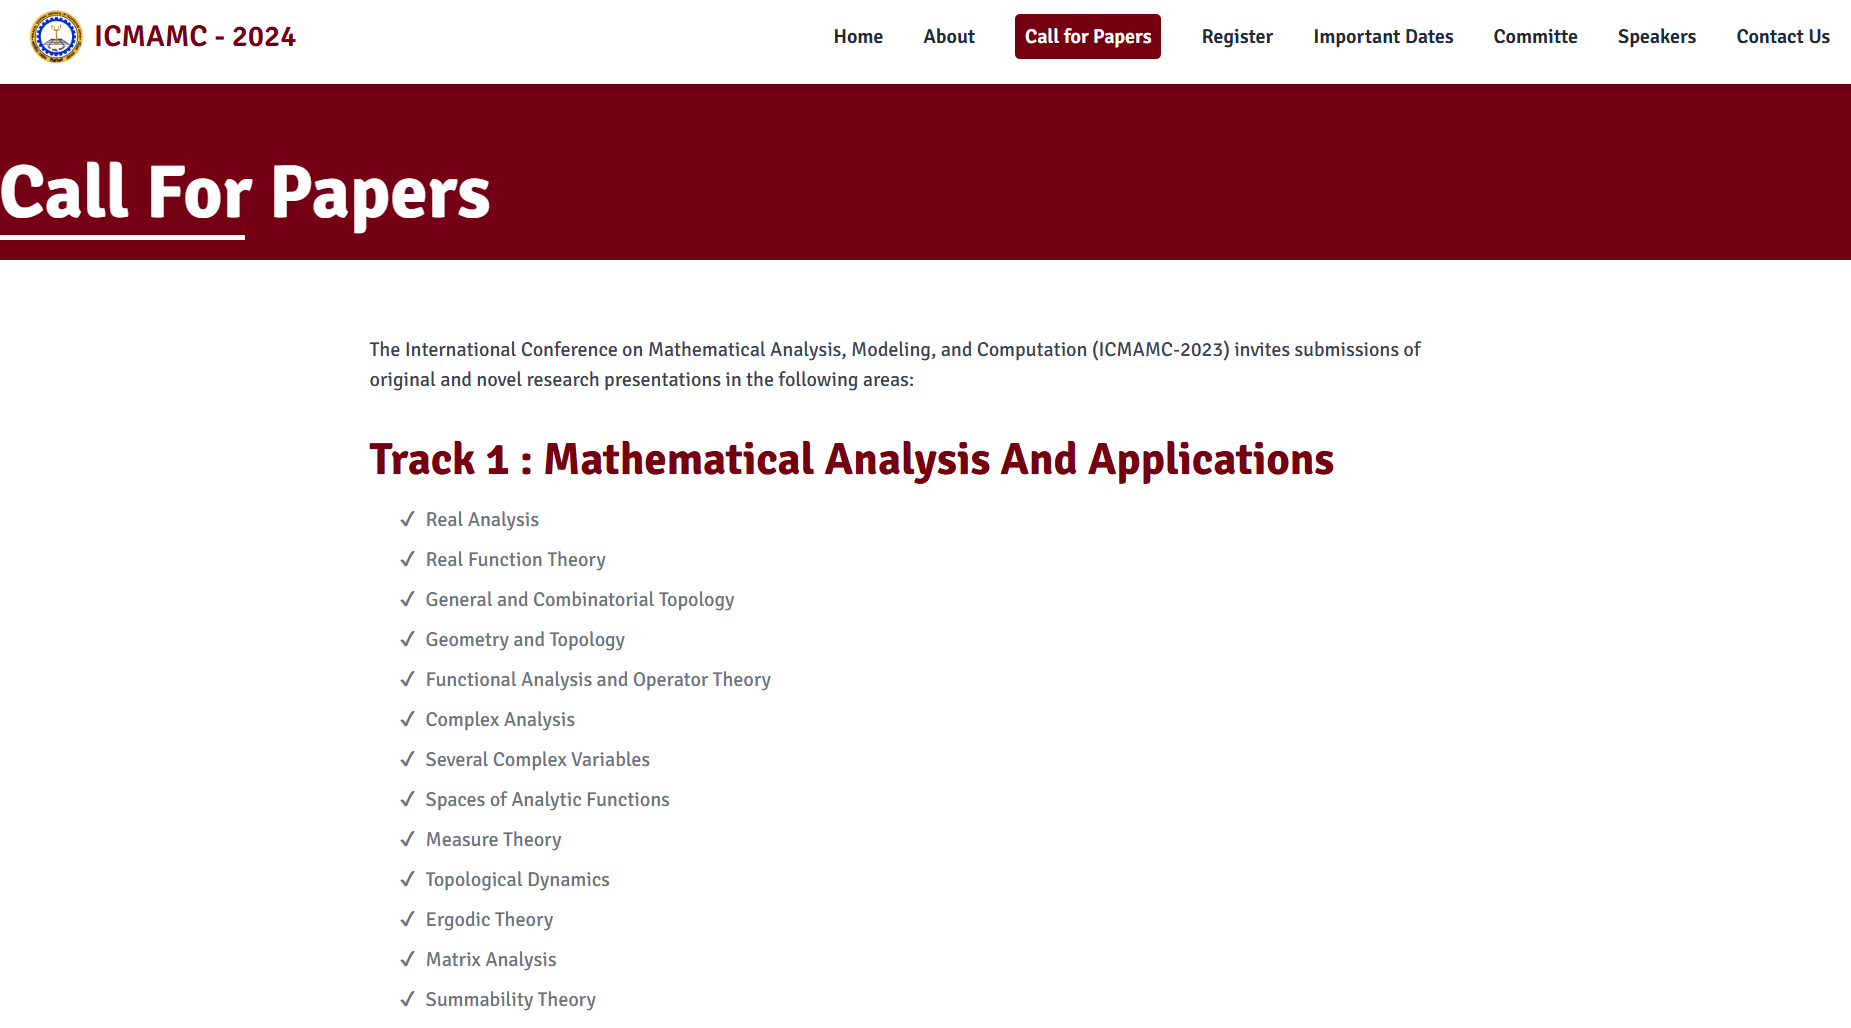 ICMAMC - 2024
Home About Call for Papers Register Important Dates Committe Speakers Contact Us
Call For Papers
The International Conference on Mathematical Analysis, Modeling, and Computation (ICMAMC-2023) invites submissions of
original and novel research presentations in the following areas:
Track 1 : Mathematical Analysis And Applications
✓ Real Analysis
✓ Real Function Theory
✓ General and Combinatorial Topology
✓ Geometry and Topology
✓ Functional Analysis and Operator Theory
✓ Complex Analysis
✓ Several Complex Variables
✓ Spaces of Analytic Functions
✓ Measure Theory
✓ Topological Dynamics
✓ Ergodic Theory
✓ Matrix Analysis
✓ Summability Theory